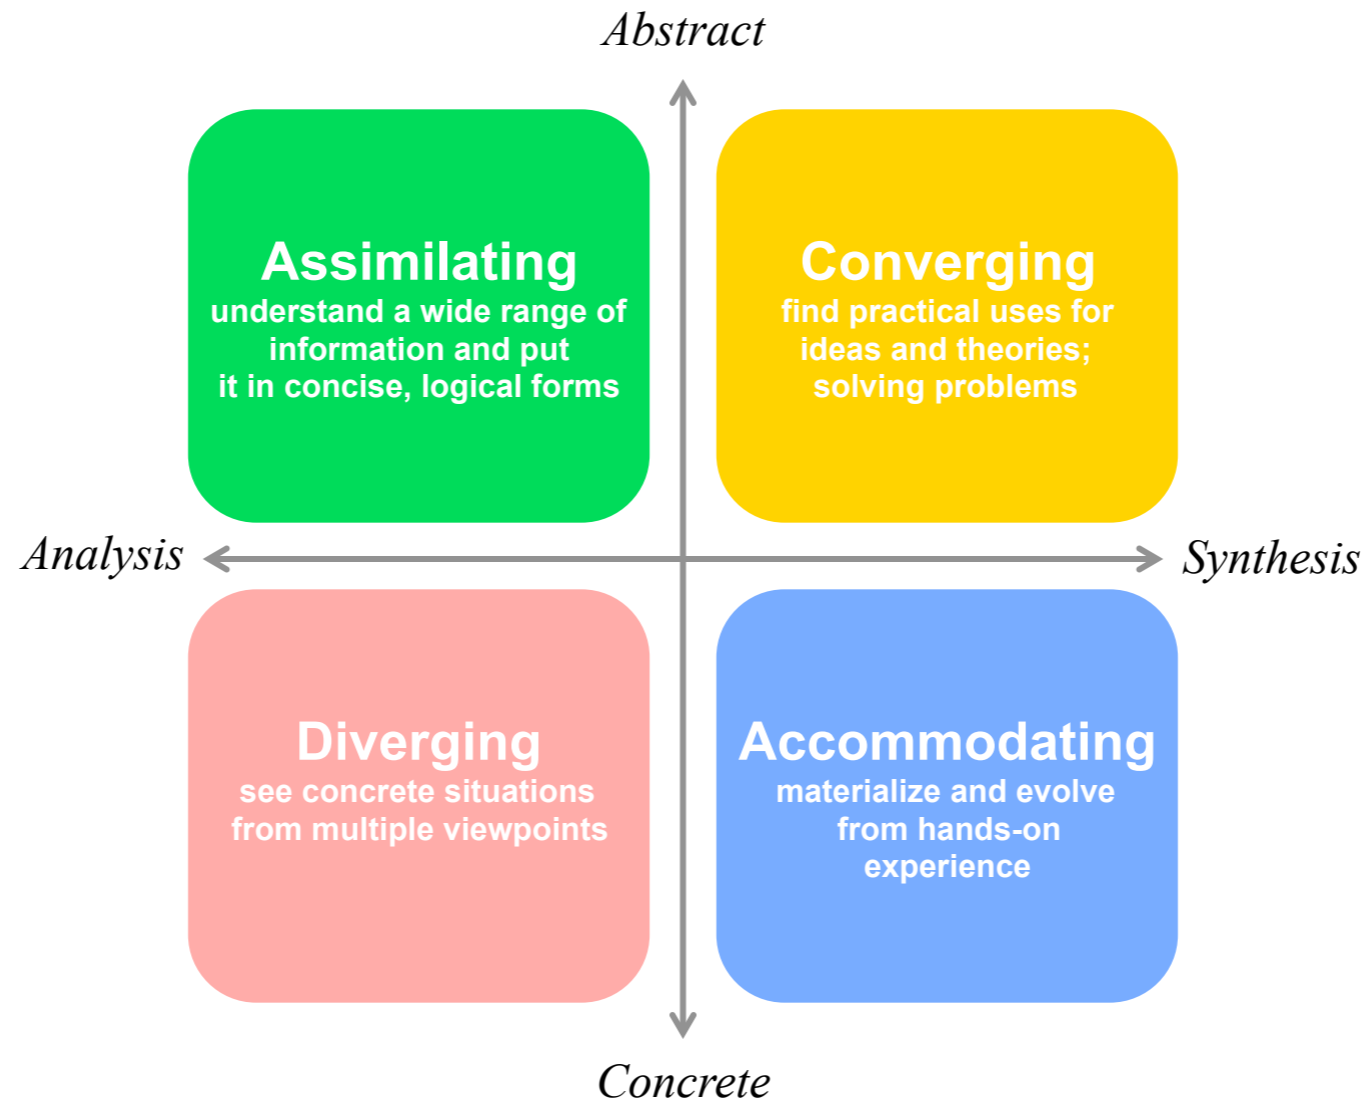 Abstract
Assimilating
understand a wide range of
information and put
it in concise, logical forms
Converging
find practical uses for
ideas and theories;
solving problems
Analysis
Synthesis
Diverging
see concrete situations
from multiple viewpoints
Accommodating
materialize and evolve
from hands-on
experience
Concrete